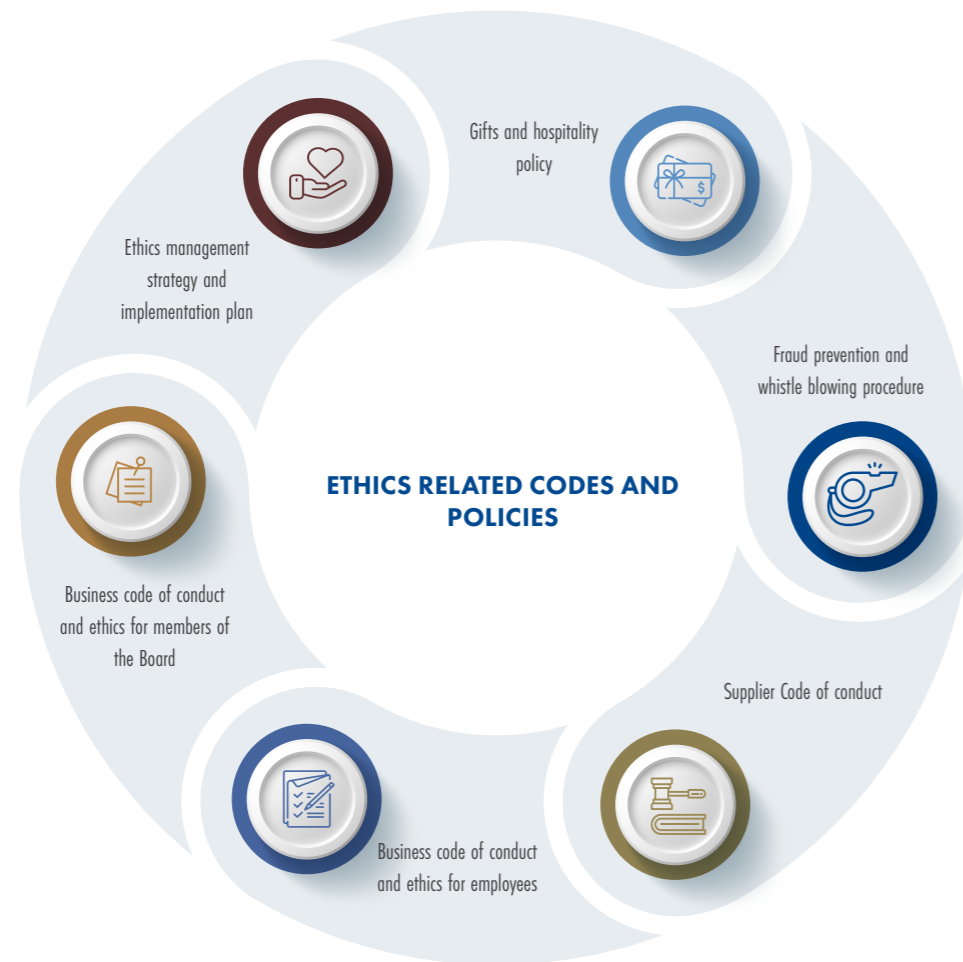 Gifts and hospitality
policy
Ethics management
strategy and
implementation plan
Fraud prevention and
whistle blowing procedure
ETHICS RELATED CODES AND
POLICIES
Business code of conduct
and ethics for members of
the Board
Supplier Code of conduct
Business code of conduct
and ethics for employees
$